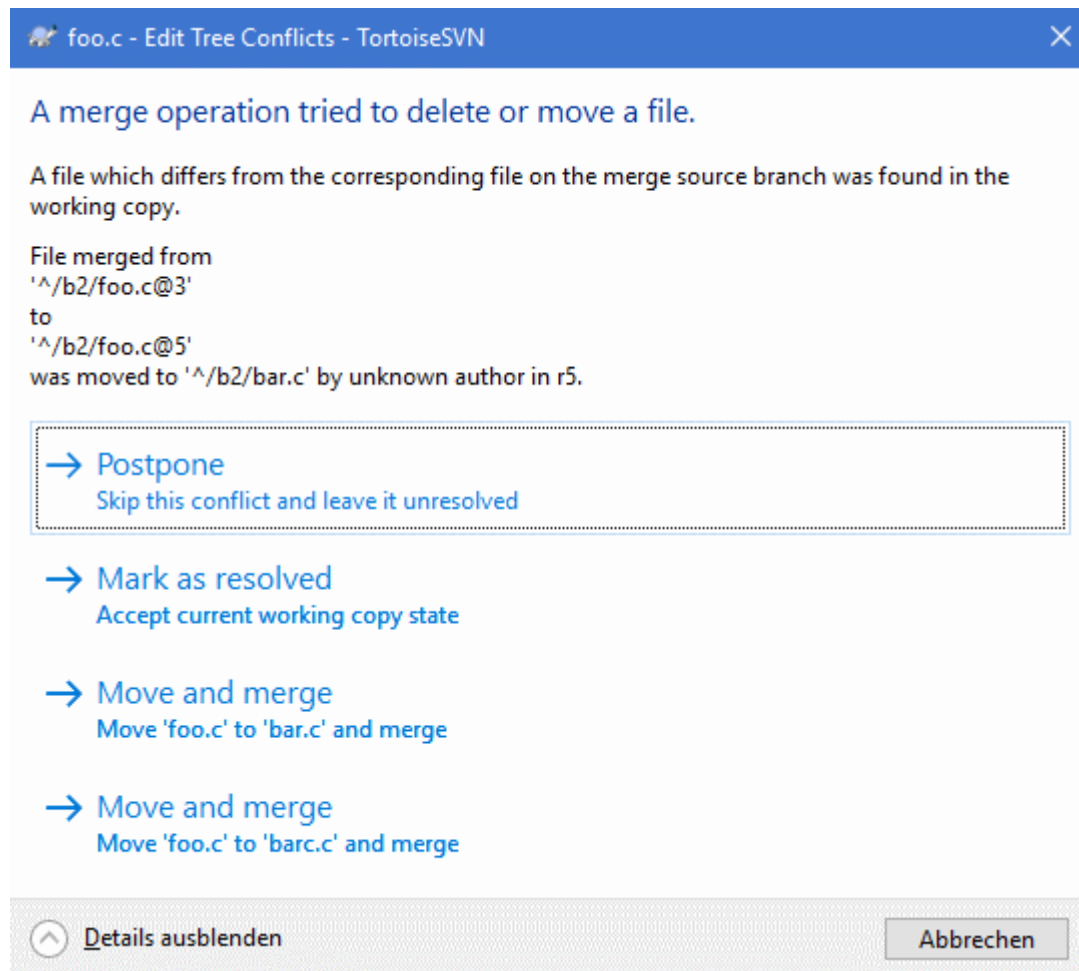 foo.c - Edit Tree Conflicts - TortoiseSVN
A merge operation tried to delete or move a file.
A file which differs from the corresponding file on the merge source branch was found in the
working copy.
File merged from
'^/b2/foo.c@3'
to
'^/b2/foo.c@5'
was moved to '^/b2/bar.c' by unknown author in r5.
Postpone
Skip this conflict and leave it unresolved
Mark as resolved
Accept current working copy state
Move and merge
Move 'foo.c' to 'bar.c' and merge
Move and merge
Move 'foo.c' to 'barc.c' and merge
Details ausblenden
Abbrechen